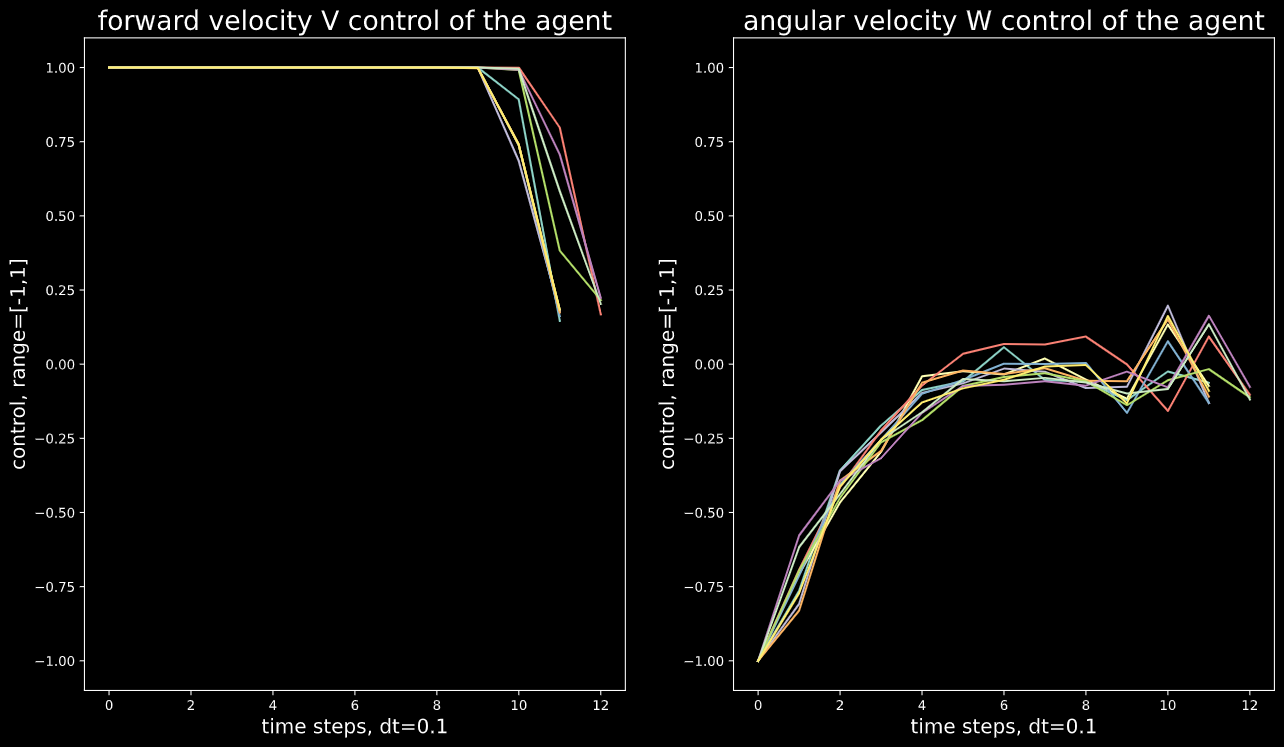 forward velocity V control of the agent
control, range=[-1,1]
1.00
0.75
0.50
0.25
0.00
−0.25
−0.50
−0.75
−1.00
0 2 4 6 8 10 12
time steps, dt=0.1
angular velocity W control of the agent
control, range=[-1,1]
1.00
0.75
0.50
0.25
0.00
−0.25
−0.50
−0.75
−1.00
0 2 4 6 8 10 12
time steps, dt=0.1